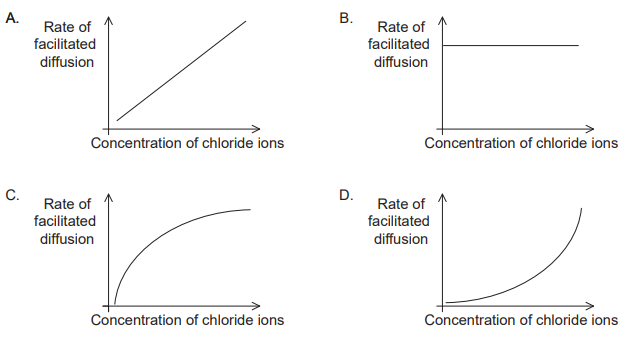 A.
Rate of
facilitated
diffusion
Concentration of chloride ions
B.
Rate of
facilitated
diffusion
Concentration of chloride ions
C.
Rate of
facilitated
diffusion
Concentration of chloride ions
D.
Rate of
facilitated
diffusion
Concentration of chloride ions